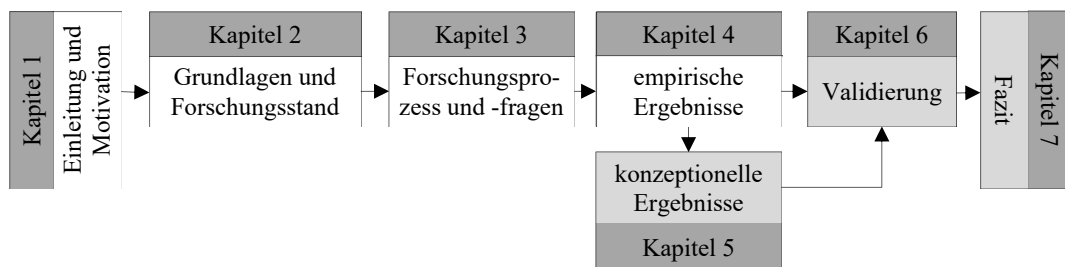 Kapitel 1
Einleitung und
Motivation
Kapitel 2
Grundlagen und
Forschungsstand
Kapitel 3
Forschungspro-
zess und -fragen
Kapitel 4
empirische
Ergebnisse
konzeptionelle
Ergebnisse
Kapitel 5
Kapitel 6
Validierung
Fazit
Kapitel 7